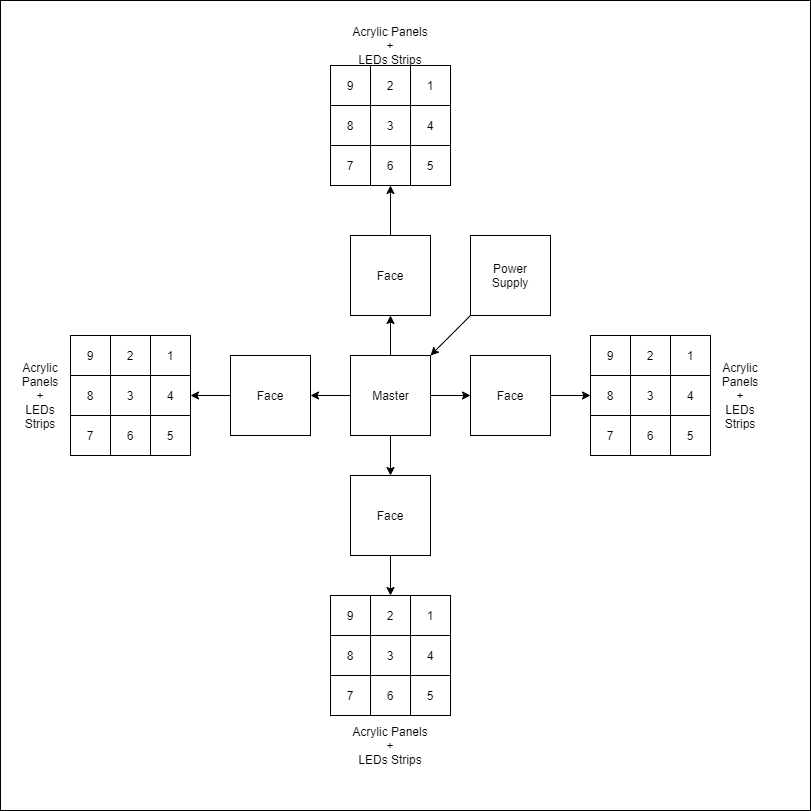 Acrylic Panels
+
LEDs Strips
9 2 1
8 3 4
7 6 5
Face
Power
Supply
Acrylic
Panels
+
LEDs
Strips
9 2 1
8 3 4
7 6 5
Face
Master
Face
9 2 1
8 3 4
7 6 5
Acrylic
Panels
+
LEDs
Strips
Face
9 2 1
8 3 4
7 6 5
Acrylic Panels
+
LEDs Strips